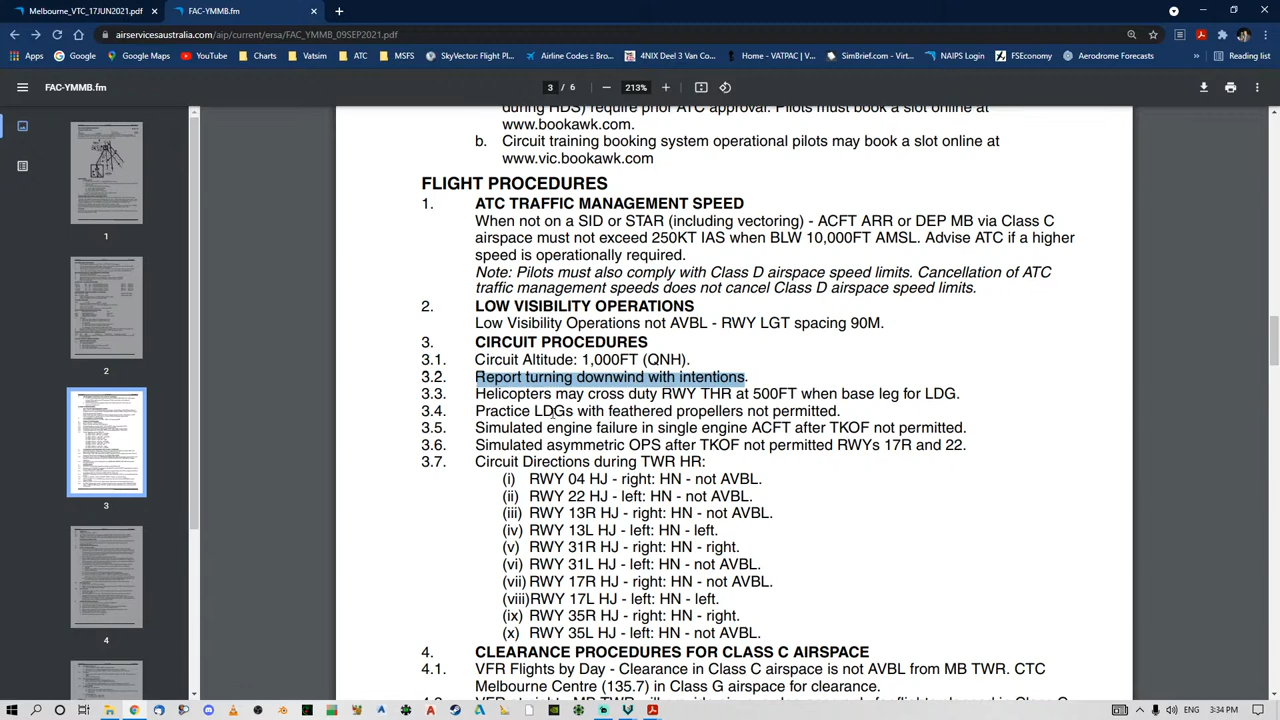 Melbourne_VTC_17JUN2021.pdf
FAC-YMMB.fm
airservicesaustralia.com/aip/current/ersa/FAC_YMMB_09SEP2021.pdf
Apps
Google Maps
YouTube
Charts
Vatsim
ATC
MSFS
SkyVector: Flight Pl...
Airline Codes :: Bro...
4NIX Deel 3 Van Co...
Home - VATPAC | V...
SimBrief.com - Virt...
NAIPS Login
FSEconomy
Aerodrome Forecast...
Reading list
FAC-YMMB.fm
3 / 6
213%
during HDS) require prior ATC approval. Pilots must book a slot online at
www.bookawk.com.
b. Circuit training booking system operational pilots may book a slot online at
www.vic.bookawk.com
FLIGHT PROCEDURES
1. ATC TRAFFIC MANAGEMENT SPEED
When not on a SID or STAR (including vectoring) - ACFT ARR or DEP MB via Class C
airspace must not exceed 250KT IAS when BLW 10,000FT AMSL. Advise ATC if a higher
speed is operationally required.
Note: Pilots must also comply with Class D airspace speed limits. Cancellation of ATC
traffic management speeds does not cancel Class D airspace speed limits.
2. LOW VISIBILITY OPERATIONS
Low Visibility Operations not AVBL - RWY LGT spacing 90M.
3. CIRCUIT PROCEDURES
3.1. Circuit Altitude: 1,000FT (QNH).
3.2. Report turning downwind with intentions.
3.3. at 500FT when base leg for LDG.
3.4. Practice with feathered propellers not permitted.
3.5. Simulated engine failure in single engine ACFT after TKOF not permitted.
3.6. Simulated asymmetric OPS after TKOF not permitted RWYs 17R and 22.
3.7. Circuit directions during TWR HR:
HJ - right: HN - not AVBL.
(ii) RWY 22 HJ - left: HN - not AVBL.
(iii) RWY 13R HJ - right: HN - not AVBL.
RWY 13L HJ - left: HN - left.
RWY 31R HJ - right: HN - right.
RWY 31L HJ - left: HN - not AVBL.
RWY 17R HJ - right: HN - not AVBL.
RWY 17L HJ - left: HN - left.
(ix) RWY 35R HJ - right: HN - right.
(x) RWY 35L HJ - left: HN - not AVBL.
4. CLEARANCE PROCEDURES FOR CLASS C AIRSPACE
4.1. VFR flights by Day - Clearance in Class C airspace is not AVBL from MB TWR. CTC
Melbourne Centre (135.7) in Class G airspace for clearance.
1
2
3
4
ENG
3:34 PM